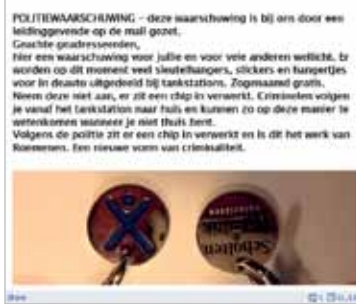 POLITIEWAARSCHUWING - deze waarschuwing is bij ons door een
leidinggevende op de mail gezet.
Geachte geadresseerden,
hier een waarschuwing voor jullie en voor vele anderen wellicht. Er
worden op dit moment veel sleutelhangers, stickers en hangertjes
voor in deauto uitgedeeld bij tankstations. Zogenaamd gratis.
Neem deze niet aan, er zit een chip in verwerkt. Criminelen volgen
je vanaf het tankstation naar huis en kunnen zo op deze manier te
wetenkomen wanneer je niet thuis bent.
Volgens de politie zit er een chip in verwerkt en is dit het werk van
Roemenen. Een nieuwe vorm van criminaliteit.
Scholten